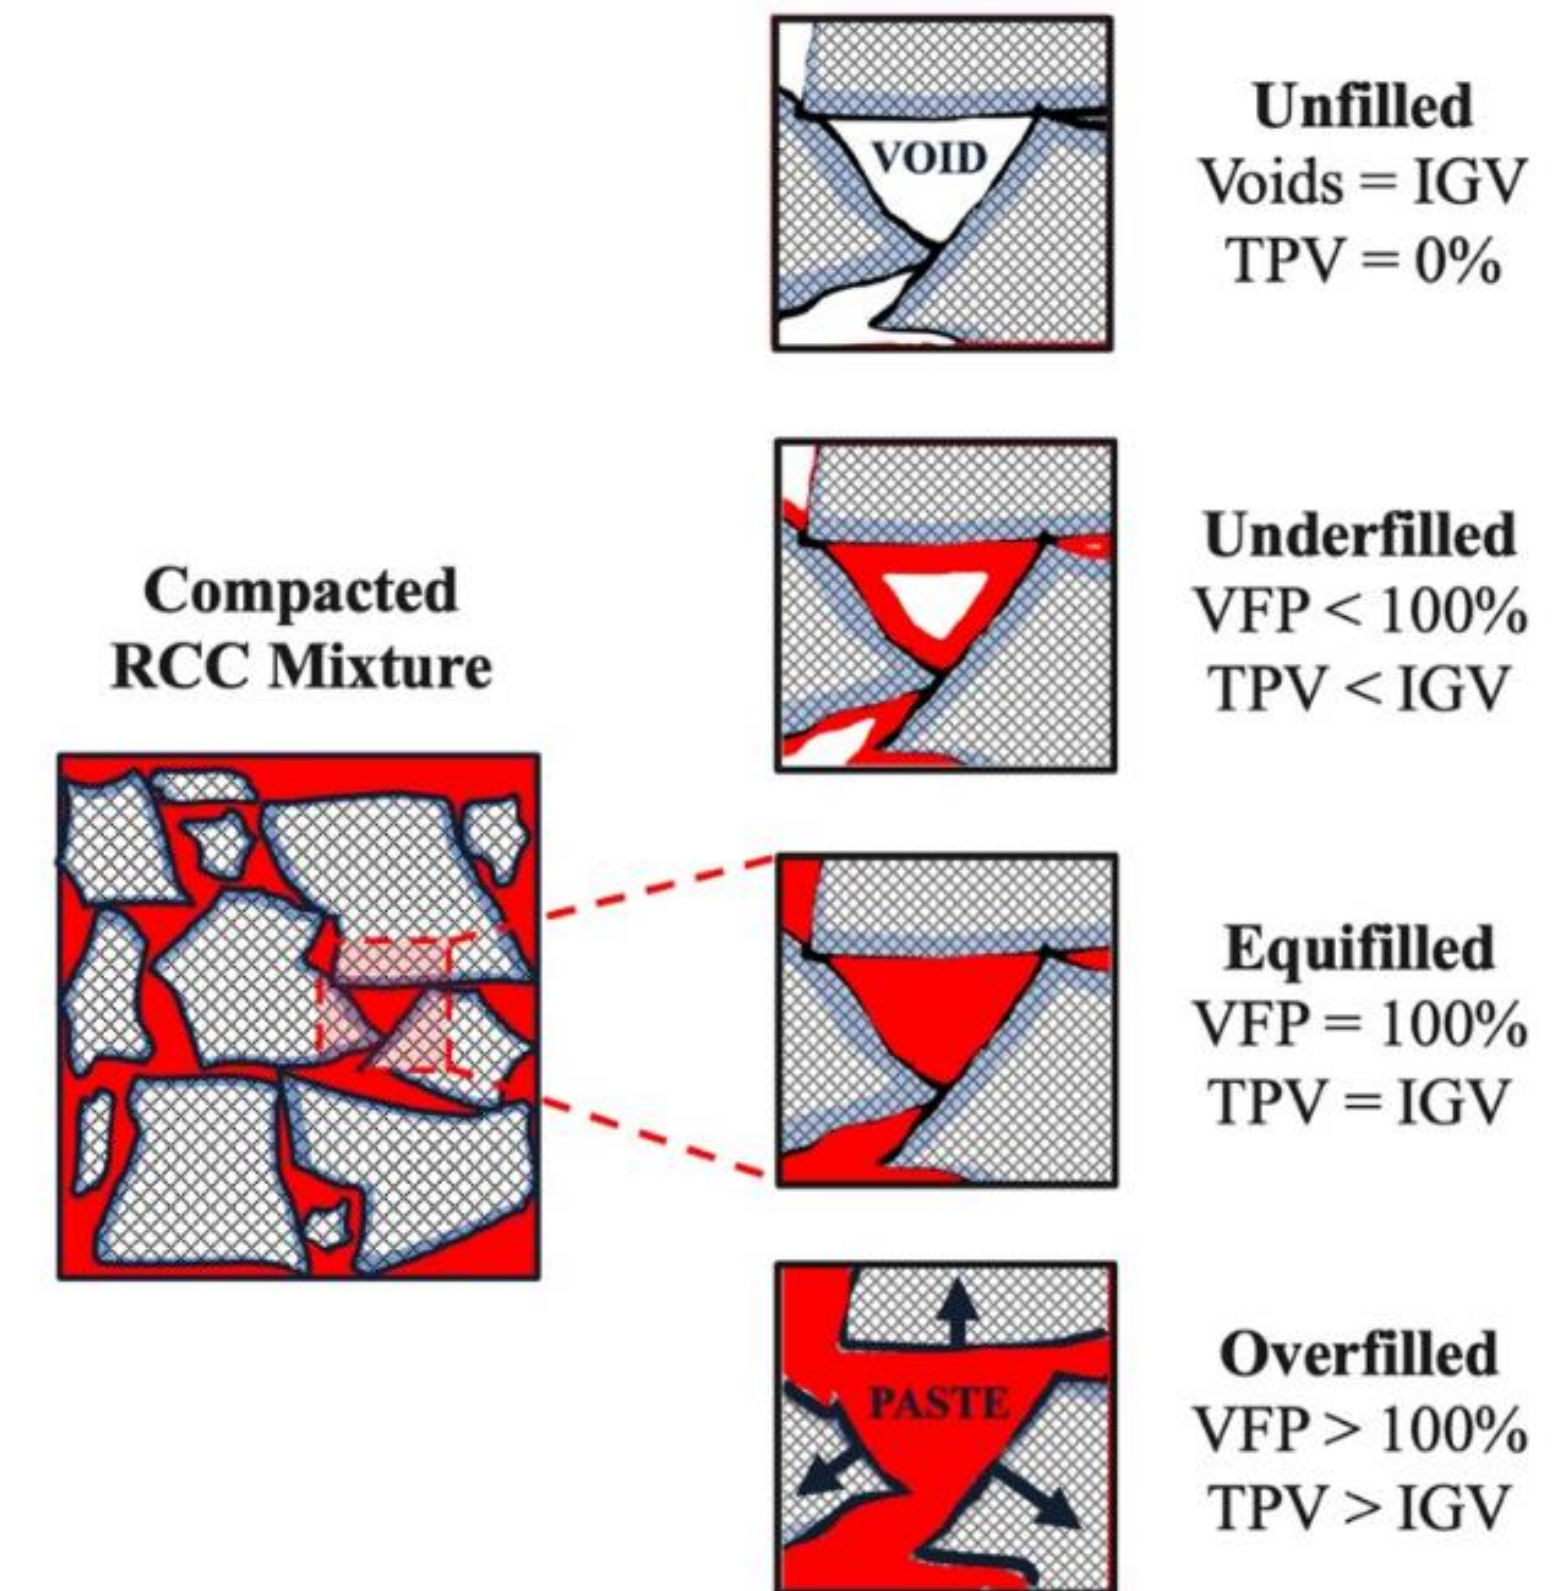 Unfilled
Voids = IGV
TPV = 0%
VOID
Underfilled
VFP < 100%
TPV < IGV
Compacted
RCC Mixture
Equifilled
VFP = 100%
TPV = IGV
Overfilled
VFP > 100%
TPV > IGV
PASTE